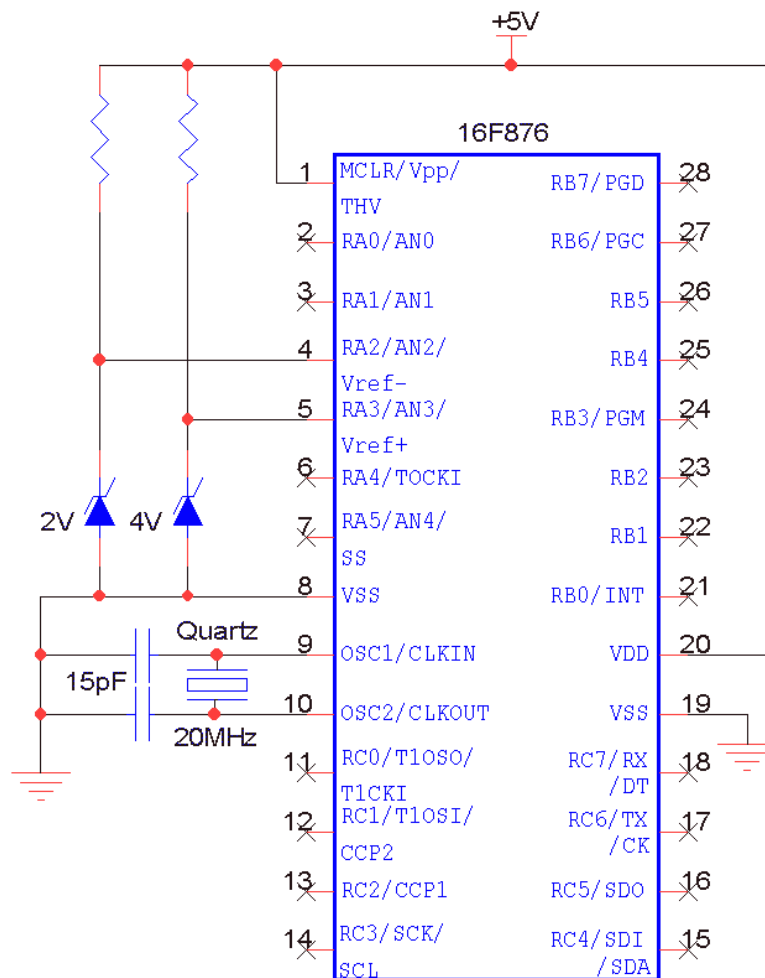 +5V
16F876
1 MCLR/Vpp/
THV
RB7/PGD 28
2 RA0/AN0
RB6/PGC 27
3 RA1/AN1
RB5 26
4 RA2/AN2/
Vref-
RB4 25
5 RA3/AN3/
Vref+
RB3/PGM 24
6 RA4/TOCKI
RB2 23
2V
4V
7 RA5/AN4/
SS
RB1 22
8 VSS
RB0/INT 21
Quartz
9 OSC1/CLKIN
VDD 20
15pF
10 OSC2/CLKOUT
VSS 19
20MHz
11 RC0/T1OSO/
T1CKI
RC7/RX 18
/DT
12 RC1/T1OSI/
CCP2
RC6/TX 17
/CK
13 RC2/CCP1
RC5/SDO 16
14 RC3/SCK/
SCL
RC4/SDI 15
/SDA